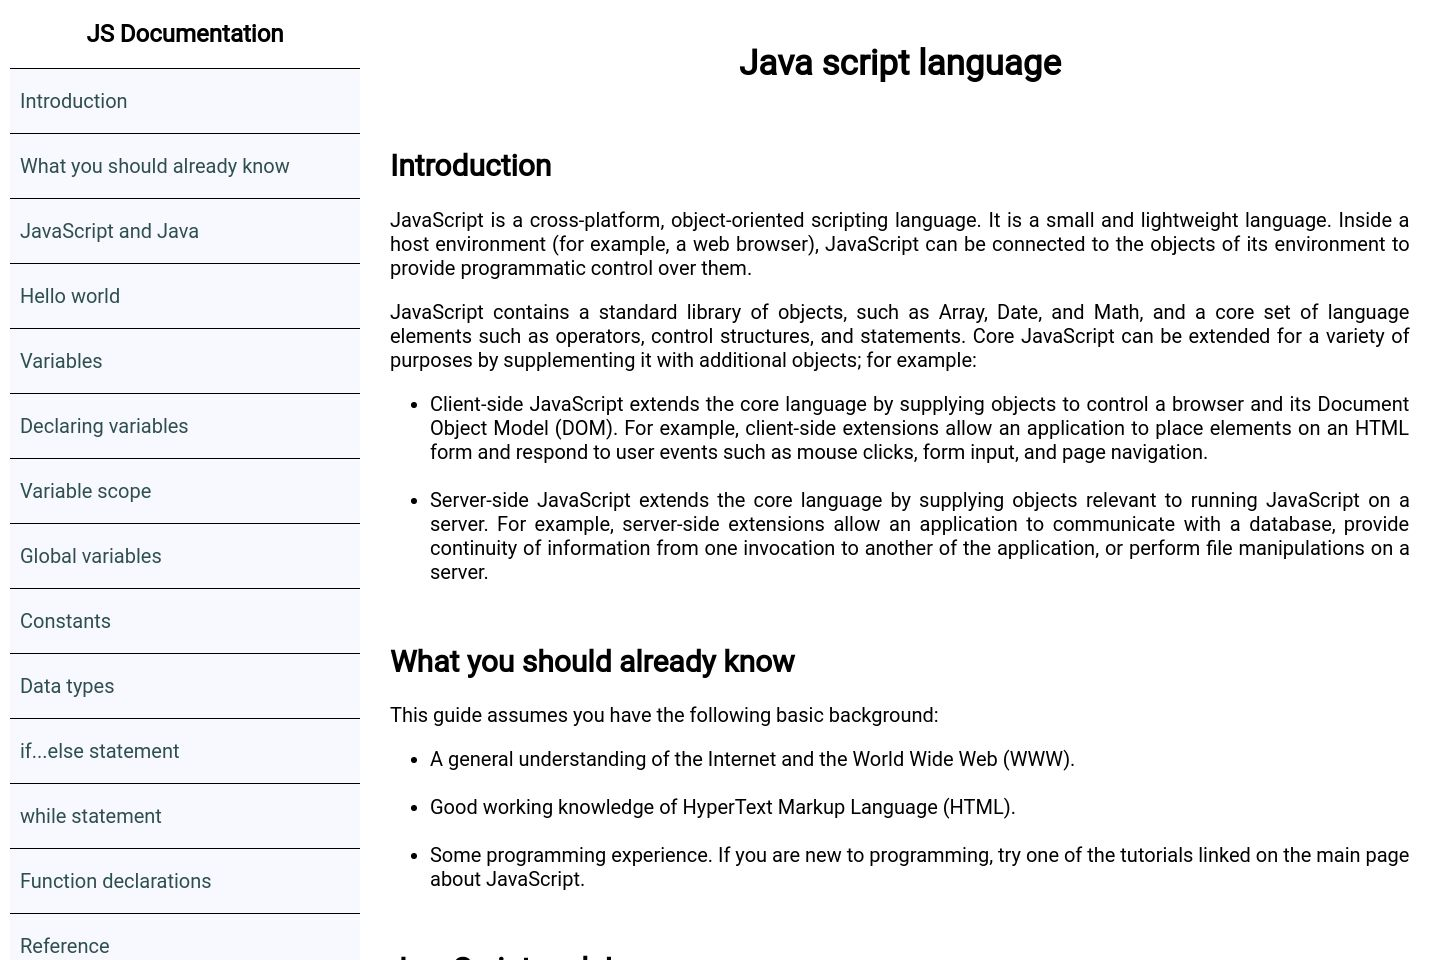 JS Documentation
Introduction
What you should already know
JavaScript and Java
Hello world
Variables
Declaring variables
Variable scope
Global variables
Constants
Data types
if...else statement
while statement
Function declarations
Reference
Java script language
Introduction
JavaScript is a cross-platform, object-oriented scripting language. It is a small and lightweight language. Inside a
host environment (for example, a web browser), JavaScript can be connected to the objects of its environment to
provide programmatic control over them.
JavaScript contains a standard library of objects, such as Array, Date, and Math, and a core set of language
elements such as operators, control structures, and statements. Core JavaScript can be extended for a variety of
purposes by supplementing it with additional objects; for example:
• Client-side JavaScript extends the core language by supplying objects to control a browser and its Document
Object Model (DOM). For example, client-side extensions allow an application to place elements on an HTML
form and respond to user events such as mouse clicks, form input, and page navigation.
• Server-side JavaScript extends the core language by supplying objects relevant to running JavaScript on a
server. For example, server-side extensions allow an application to communicate with a database, provide
continuity of information from one invocation to another of the application, or perform file manipulations on a
server.
What you should already know
This guide assumes you have the following basic background:
• A general understanding of the Internet and the World Wide Web (WWW).
• Good working knowledge of HyperText Markup Language (HTML).
• Some programming experience. If you are new to programming, try one of the tutorials linked on the main page
about JavaScript.